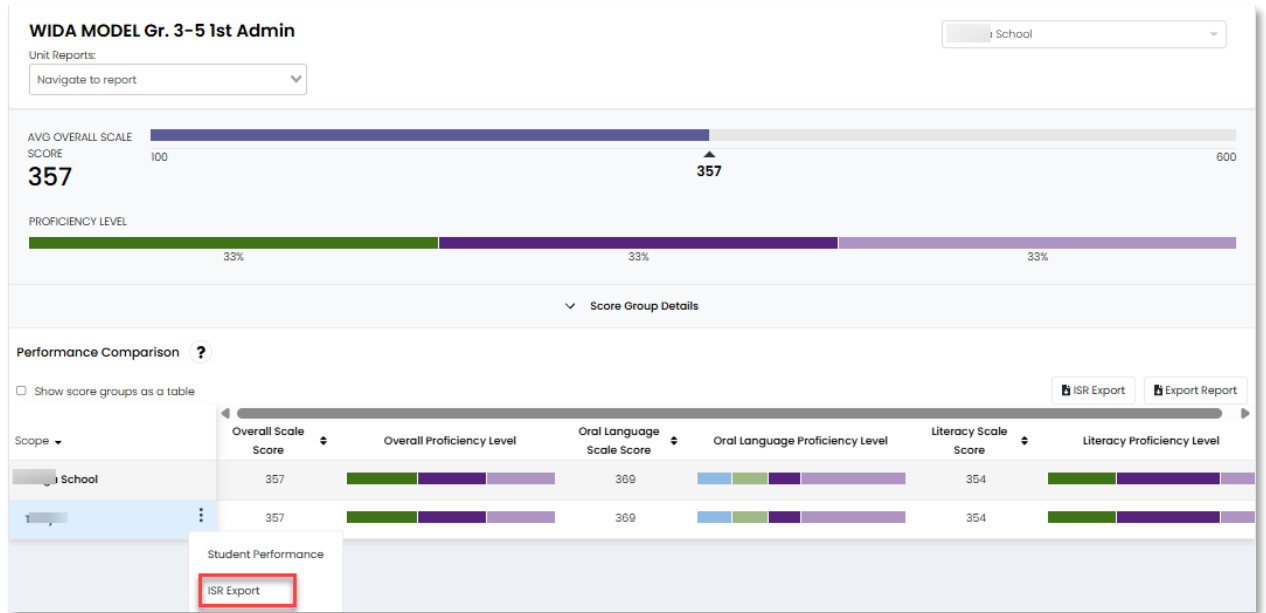 WIDA MODEL Gr. 3-5 1st Admin
School
Unit Reports:
Navigate to report
AVG OVERALL SCALE
SCORE
357
100
357
600
PROFICIENCY LEVEL
33%
33%
33%
Score Group Details
Performance Comparison ?
Show score groups as a table
ISR Export
Export Report
Scope
Overall Scale
Score
Overall Proficiency Level
Oral Language
Scale Score
Oral Language Proficiency Level
Literacy Scale
Score
Literacy Proficiency Level
School
357
369
354
357
369
354
Student Performance
ISR Export